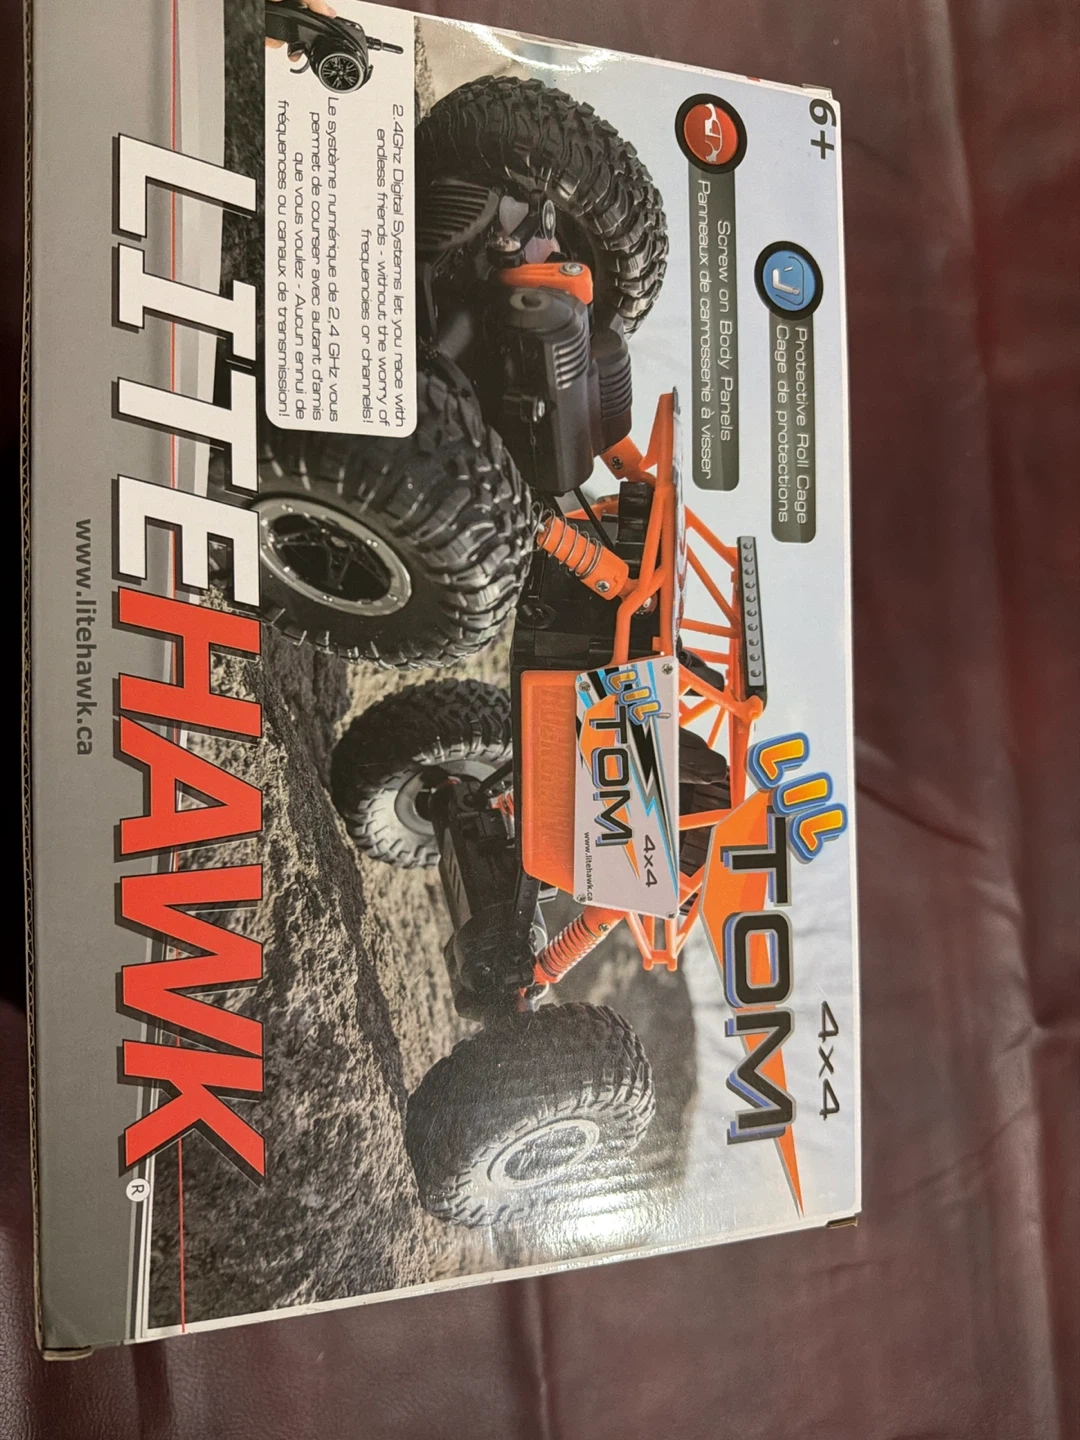 6+
Protective Roll Cage
Cage de protections
Screw on Body Panels
Panneaux de carrosserie à visser
LIL
TOM
4x4
LIL
TOM
4x4
www.litehawk.ca
2.4Ghz Digital Systems let you race with
endless friends - without the worry of
frequencies or channels!
Le système numérique de 2,4 GHz vous
permet de courser avec autant d'amis
que vous voulez - Aucun ennui de
fréquences ou canaux de transmission!
LITEHAWK®
www.litehawk.ca